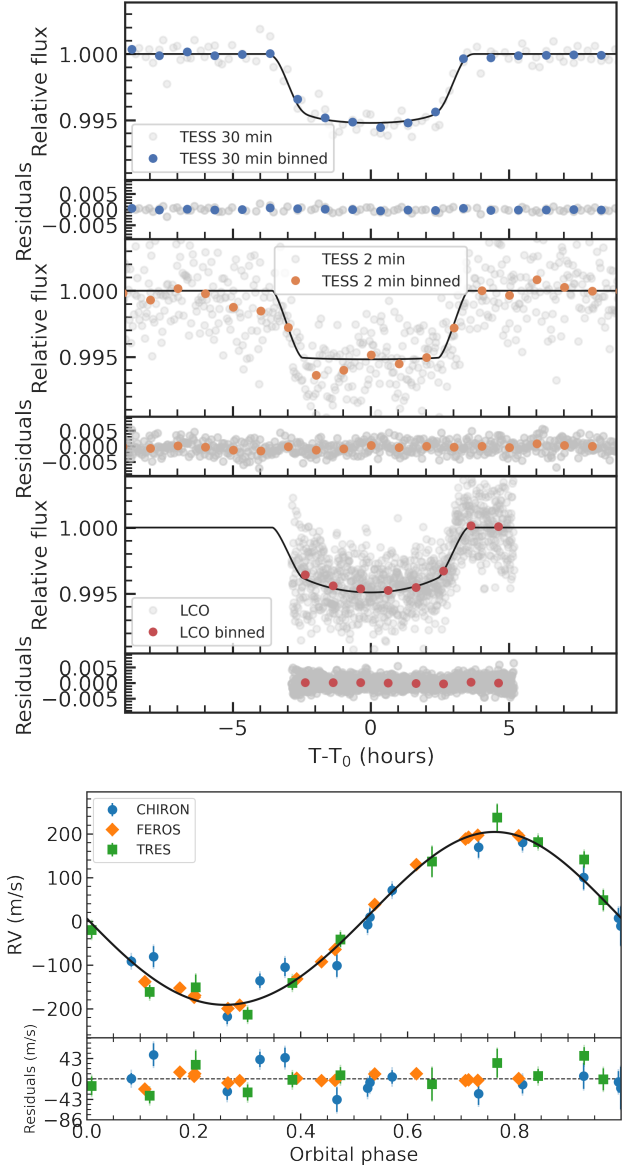 Relative flux
1.000
0.995
TESS 30 min
TESS 30 min binned
Residuals
0.005
0.000
−0.005
Relative flux
1.000
0.995
TESS 2 min
TESS 2 min binned
Residuals
0.005
0.000
−0.005
Relative flux
1.000
0.995
LCO
LCO binned
Residuals
0.005
0.000
−0.005
−5 0 5
T-T0 (hours)
RV (m/s)
200
100
0
−100
−200
CHIRON
FEROS
TRES
Residuals (m/s)
43
0
−43
−86
0.0 0.2 0.4 0.6 0.8
Orbital phase